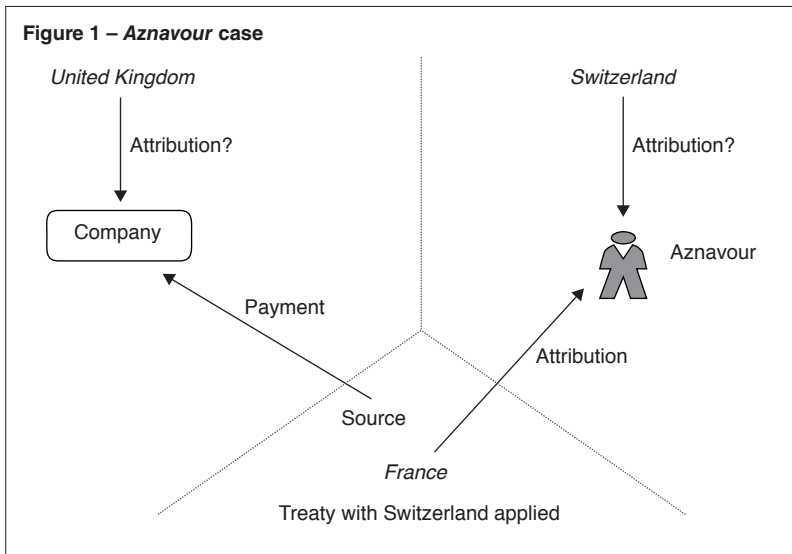 Figure 1 – Aznavour case
United Kingdom
Switzerland
Attribution?
Attribution?
Company
Aznavour
Payment
Attribution
Source
France
Treaty with Switzerland applied